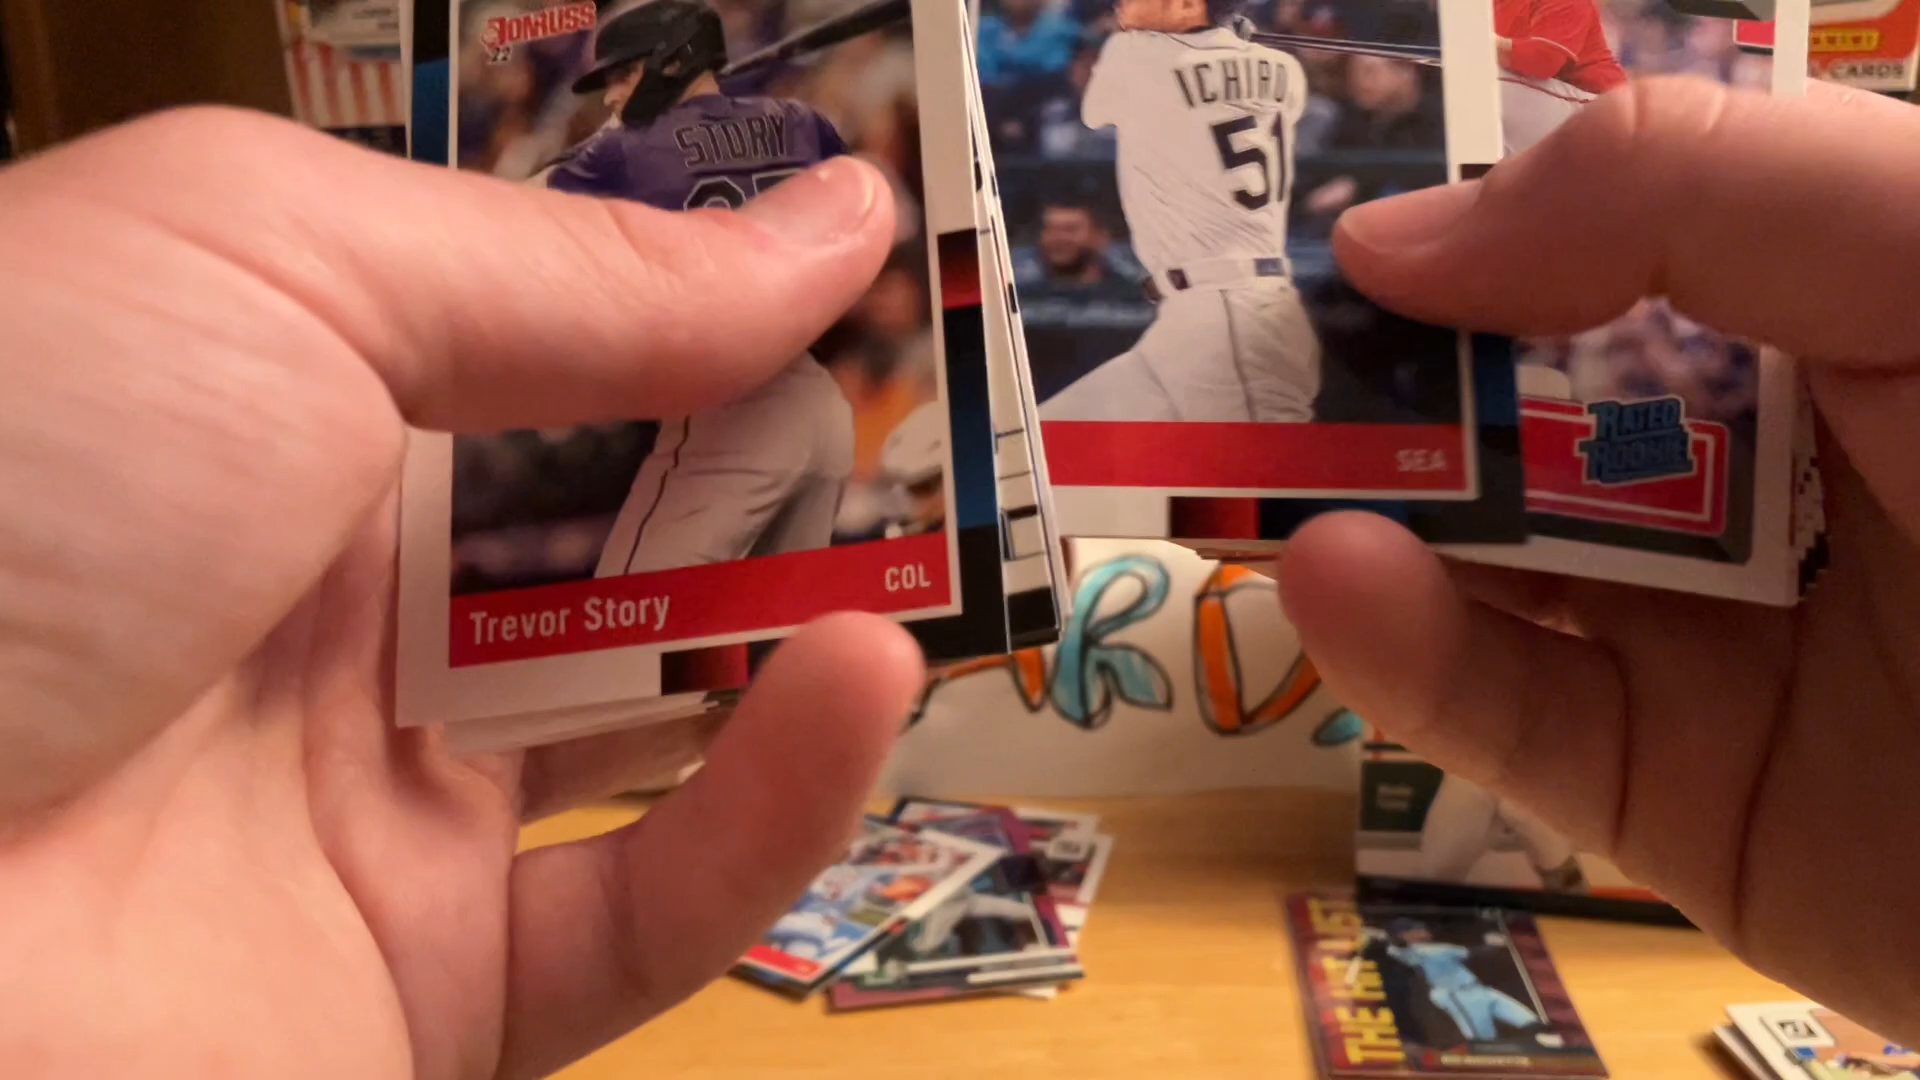 DONRUSS
22
STORY
Trevor Story
COL
ICHIRO
51
SEA
RATED
ROOKIE
CARDS
THE HIT LIST